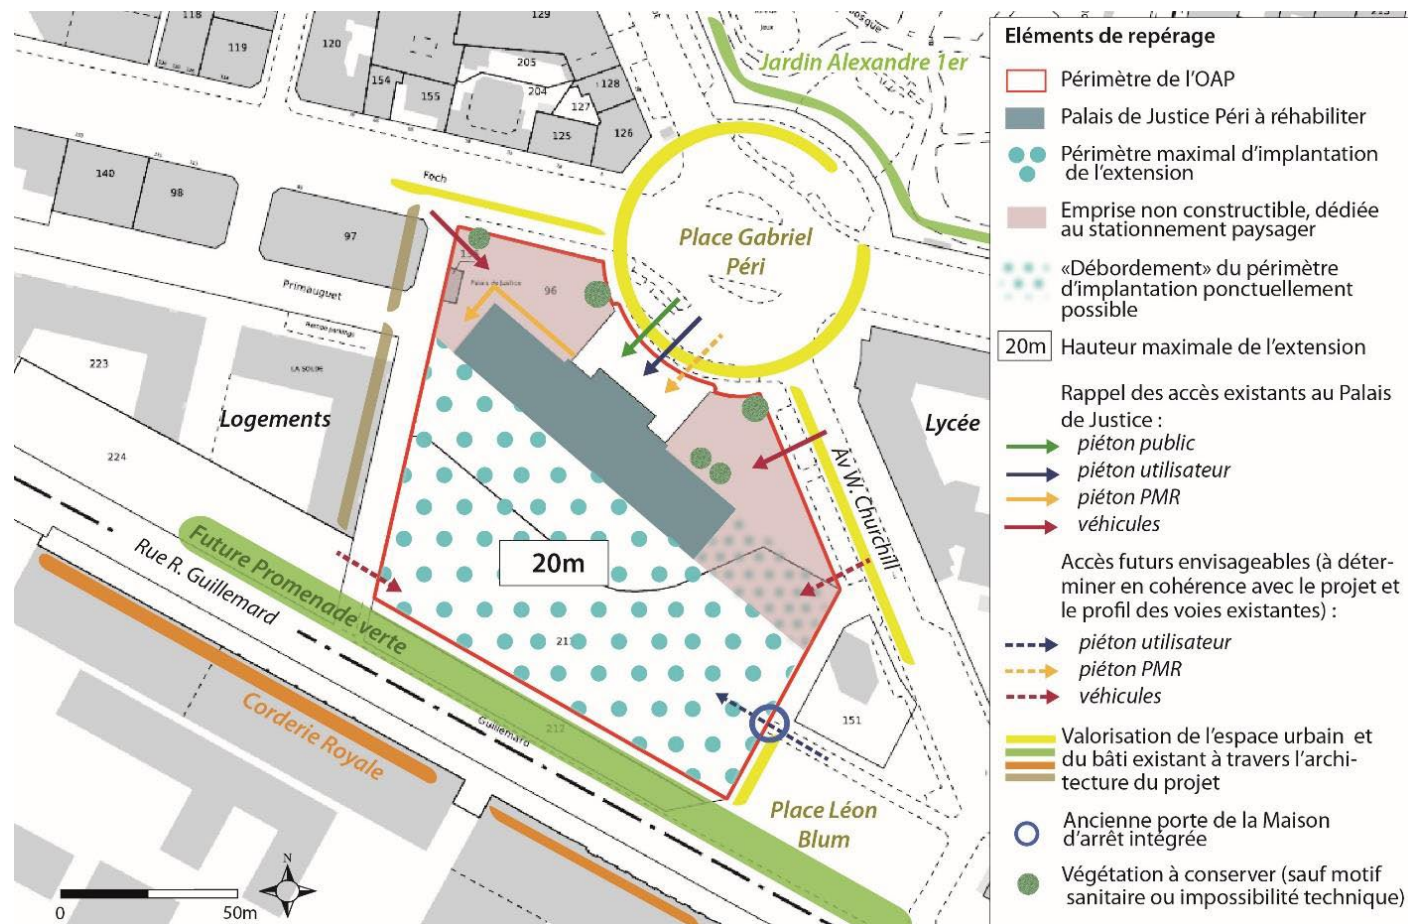 118
119
120
129
205
204
128
127
154
155
125
126
140
98
97
Jardin Alexandre 1er
Foch
Place Gabriel
Péri
Palais de Justice
96
Primauguet
LA SOLDE
223
Logements
224
Lycée
Av W. Churchill
20m
Rue R. Guillemard
Future Promenade verte
Corderie Royale
Guillemard
212
151
Place Léon
Blum
N
0
50m
Eléments de repérage
Périmètre de l'OAP
Palais de Justice Péri à réhabiliter
Périmètre maximal d'implantation
de l'extension
Emprise non constructible, dédiée
au stationnement paysager
«Débordement» du périmètre
d'implantation ponctuellement
possible
20m Hauteur maximale de l'extension
Rappel des accès existants au Palais
de Justice :
piéton public
piéton utilisateur
piéton PMR
véhicules
Accès futurs envisageables (à déter-
miner en cohérence avec le projet et
le profil des voies existantes) :
piéton utilisateur
piéton PMR
véhicules
Valorisation de l'espace urbain et
du bâti existant à travers l'archi-
tecture du projet
Ancienne porte de la Maison
d'arrêt intégrée
Végétation à conserver (sauf motif
sanitaire ou impossibilité technique)